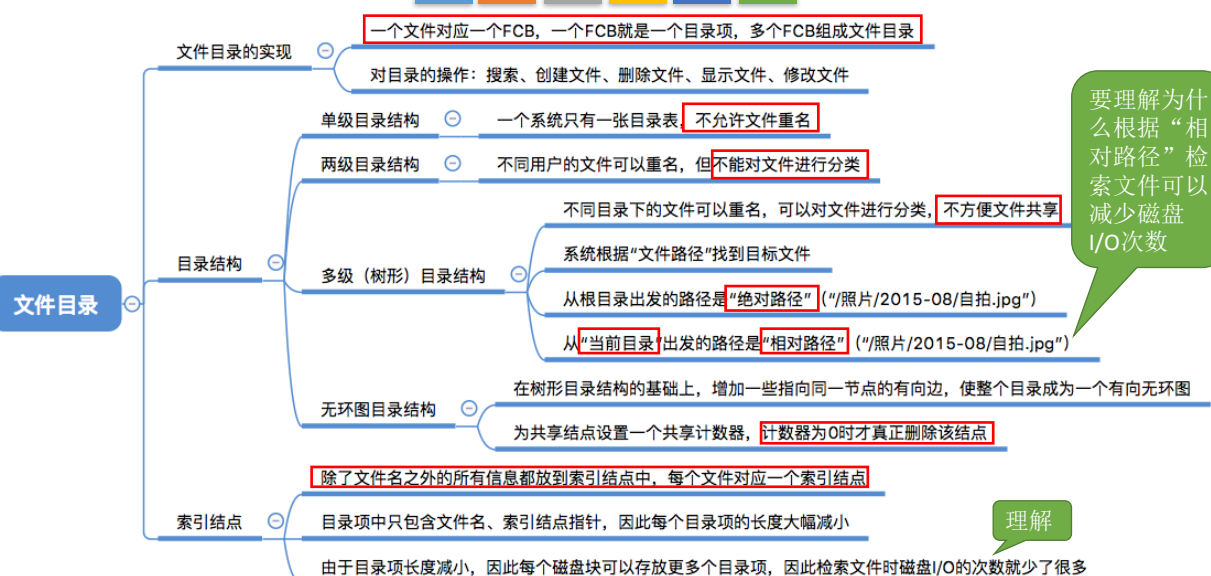 文件目录
文件目录的实现
一个文件对应一个FCB，一个FCB就是一个目录项，多个FCB组成文件目录
对目录的操作：搜索、创建文件、删除文件、显示文件、修改文件
目录结构
单级目录结构
一个系统只有一张目录表，不允许文件重名
两级目录结构
不同用户的文件可以重名，但不能对文件进行分类
多级（树形）目录结构
不同目录下的文件可以重名，可以对文件进行分类，不方便文件共享
系统根据“文件路径”找到目标文件
从根目录出发的路径是“绝对路径”（“/照片/2015-08/自拍.jpg”）
从“当前目录”出发的路径是“相对路径”（“/照片/2015-08/自拍.jpg”）
要理解为什
么根据“相
对路径”检
索文件可以
减少磁盘
I/O次数
无环图目录结构
在树形目录结构的基础上，增加一些指向同一节点的有向边，使整个目录成为一个有向无环图
为共享结点设置一个共享计数器，计数器为0时才真正删除该结点
索引结点
除了文件名之外的所有信息都放到索引结点中，每个文件对应一个索引结点
目录项中只包含文件名、索引结点指针，因此每个目录项的长度大幅减小
由于目录项长度减小，因此每个磁盘块可以存放更多个目录项，因此检索文件时磁盘I/O的次数就少了很多
理解